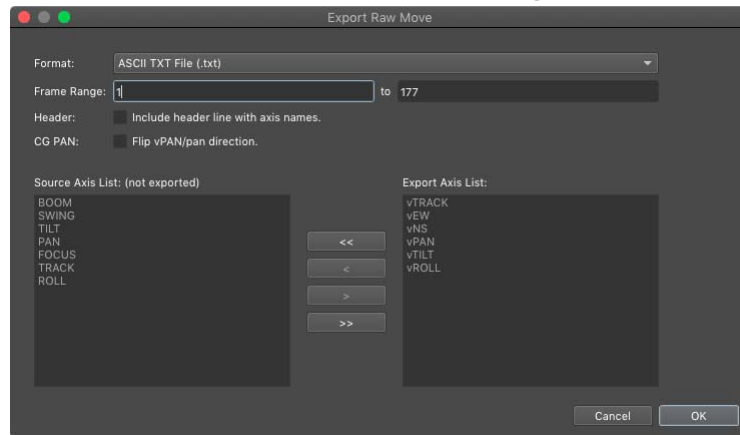 Export Raw Move
Format: ASCII TXT File (.txt)
Frame Range: 1 to 177
Header: Include header line with axis names.
CG PAN: Flip vPAN/pan direction.
Source Axis List: (not exported)
BOOM
SWING
TILT
PAN
FOCUS
TRACK
ROLL
<<
<
>
>>
Export Axis List:
vTRACK
vEW
vNS
vPAN
vTILT
vROLL
Cancel OK